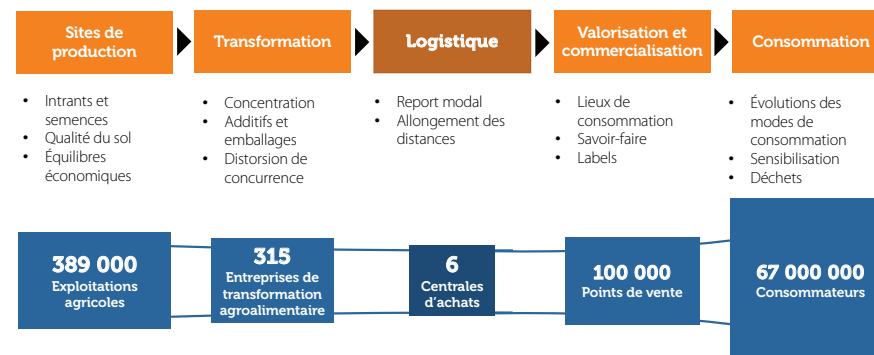 Sites de
production
Transformation
Logistique
Valorisation et
commercialisation
Consommation
• Intrants et
semences
• Qualité du sol
• Équilibres
économiques
• Concentration
• Additifs et
emballages
• Distorsion de
concurrence
• Report modal
• Allongement des
distances
• Lieux de
consommation
• Savoir-faire
• Labels
• Évolutions des
modes de
consommation
• Sensibilisation
• Déchets
389 000
Exploitations
agricoles
315
Entreprises de
transformation
agroalimentaire
6
Centrales
d’achats
100 000
Points de vente
67 000 000
Consommateurs